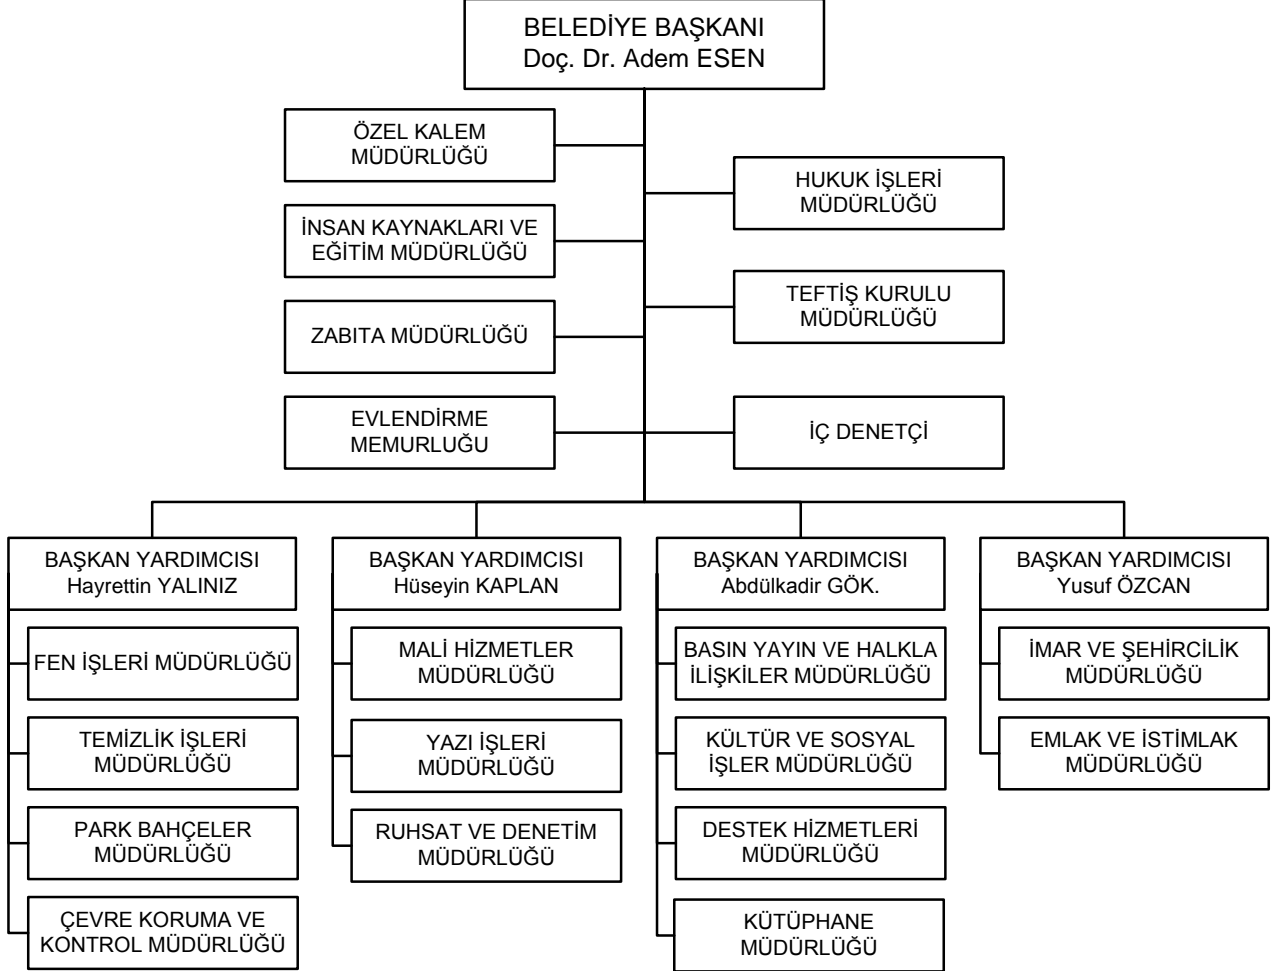 BELEDİYE BAŞKANI
Doç. Dr. Adem ESEN
ÖZEL KALEM
MÜDÜRLÜĞÜ
HUKUK İŞLERİ
MÜDÜRLÜĞÜ
İNSAN KAYNAKLARI VE
EĞİTİM MÜDÜRLÜĞÜ
TEFTİŞ KURULU
MÜDÜRLÜĞÜ
ZABITA MÜDÜRLÜĞÜ
EVLENDİRME
MEMURLUĞU
İÇ DENETÇİ
BAŞKAN YARDIMCISI
Hayrettin YALINIZ
FEN İŞLERİ MÜDÜRLÜĞÜ
TEMİZLİK İŞLERİ
MÜDÜRLÜĞÜ
PARK BAHÇELER
MÜDÜRLÜĞÜ
ÇEVRE KORUMA VE
KONTROL MÜDÜRLÜĞÜ
BAŞKAN YARDIMCISI
Hüseyin KAPLAN
MALİ HİZMETLER
MÜDÜRLÜĞÜ
YAZI İŞLERİ
MÜDÜRLÜĞÜ
RUHSAT VE DENETİM
MÜDÜRLÜĞÜ
BAŞKAN YARDIMCISI
Abdülkadir GÖK.
BASIN YAYIN VE HALKLA
İLİŞKİLER MÜDÜRLÜĞÜ
KÜLTÜR VE SOSYAL
İŞLER MÜDÜRLÜĞÜ
DESTEK HİZMETLERİ
MÜDÜRLÜĞÜ
KÜTÜPHANE
MÜDÜRLÜĞÜ
BAŞKAN YARDIMCISI
Yusuf ÖZCAN
İMAR VE ŞEHİRCİLİK
MÜDÜRLÜĞÜ
EMLAK VE İSTİMLAK
MÜDÜRLÜĞÜ